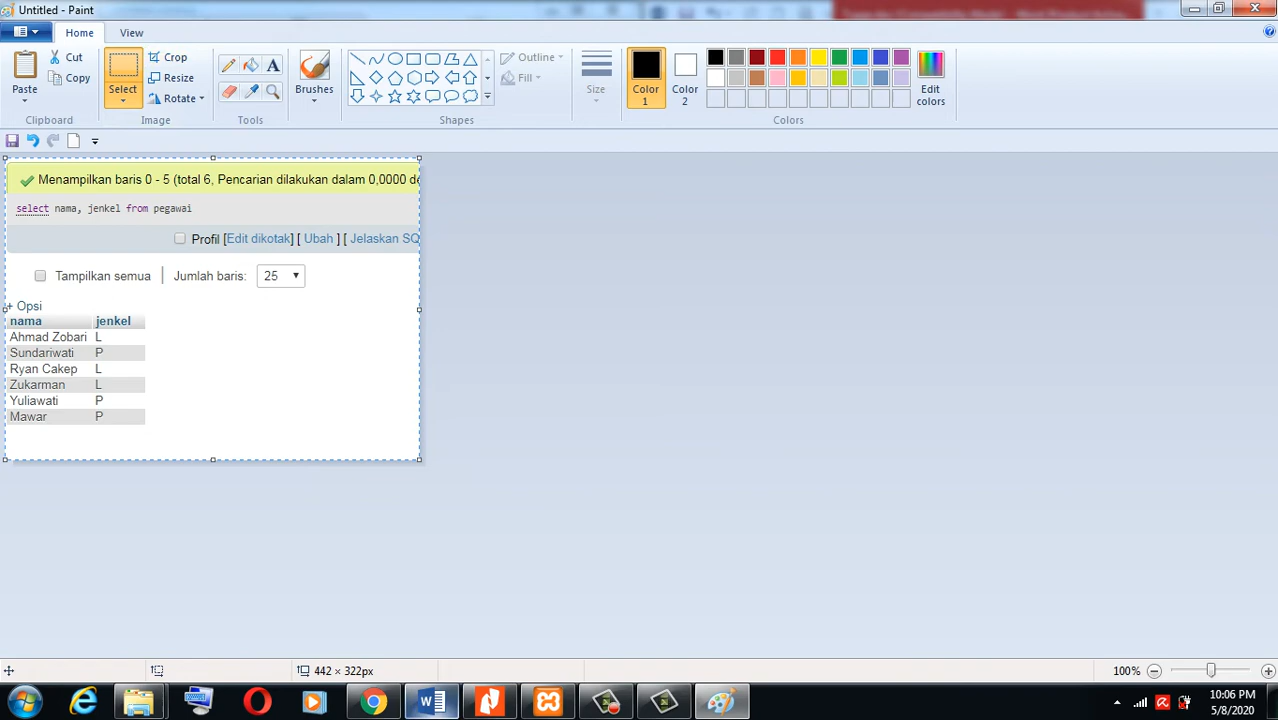 Untitled - Paint
Home View
Paste
Cut
Copy
Clipboard
Select
Crop
Resize
Rotate
Image
Tools
Brushes
Shapes
Outline
Fill
Size
Color 1
Color 2
Edit colors
Colors
Menampilkan baris 0 - 5 (total 6, Pencarian dilakukan dalam 0,0000 de
select nama, jenkel from pegawai
Profil [Edit dikotak] [ Ubah ] [ Jelaskan SQ
Tampilkan semua Jumlah baris: 25
+ Opsi
nama jenkel
Ahmad Zobari L
Sundariwati P
Ryan Cakep L
Zukarman L
Yuliawati P
Mawar P
442 × 322px
100%
10:06 PM
5/8/2020